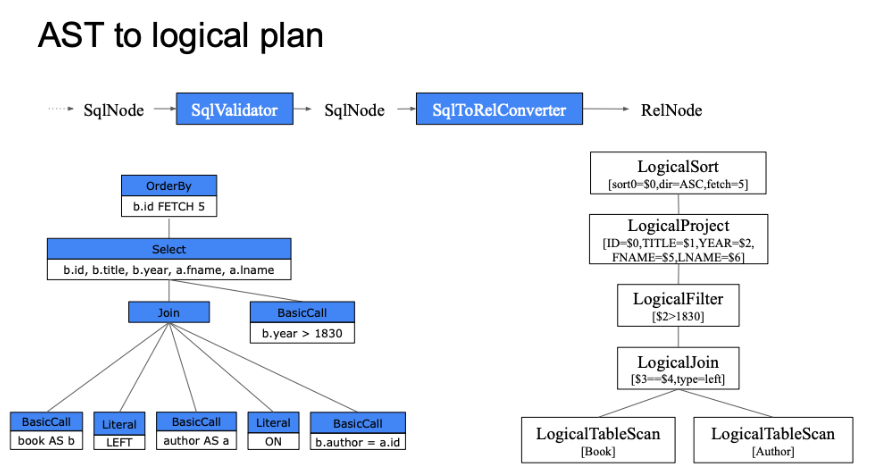 AST to logical plan
SqlNode
SqlValidator
SqlNode
SqlToRelConverter
RelNode
OrderBy
b.id FETCH 5
Select
b.id, b.title, b.year, a.fname, a.lname
Join
BasicCall
b.year > 1830
BasicCall
book AS b
Literal
LEFT
BasicCall
author AS a
Literal
ON
BasicCall
b.author = a.id
LogicalSort
[sort0=$0,dir=ASC,fetch=5]
LogicalProject
[ID=$0,TITLE=$1,YEAR=$2,
FNAME=$5,LNAME=$6]
LogicalFilter
[$2>1830]
LogicalJoin
[$3==$4,type=left]
LogicalTableScan
[Book]
LogicalTableScan
[Author]